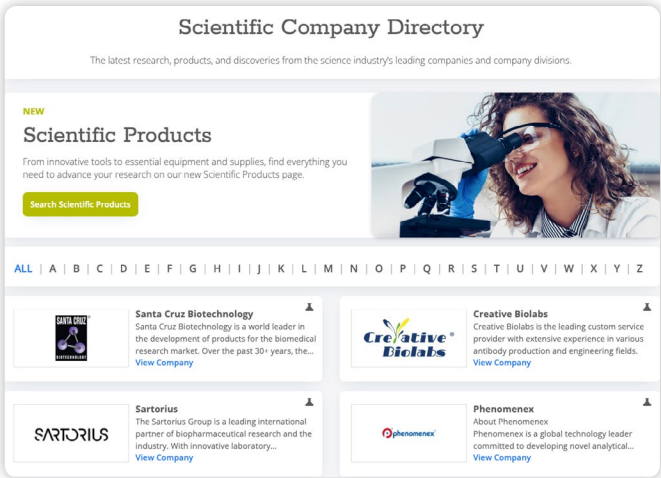 Scientific Company Directory
The latest research, products, and discoveries from the science industry's leading companies and company divisions.
NEW
Scientific Products
From innovative tools to essential equipment and supplies, find everything you
need to advance your research on our new Scientific Products page.
Search Scientific Products
ALL | A | B | C | D | E | F | G | H | I | J | K | L | M | N | O | P | Q | R | S | T | U | V | W | X | Y | Z
SANTA CRUZ
BIOTECHNOLOGY
Santa Cruz Biotechnology
Santa Cruz Biotechnology is a world leader in
the development of products for the biomedical
research market. Over the past 30+ years, the...
View Company
Creative®
Biolabs
Creative Biolabs
Creative Biolabs is the leading custom service
provider with extensive experience in various
antibody production and engineering fields.
View Company
SARTORIUS
Sartorius
The Sartorius Group is a leading international
partner of biopharmaceutical research and the
industry. With innovative laboratory...
View Company
phenomenex®
Phenomenex
About Phenomenex
Phenomenex is a global technology leader
committed to developing novel analytical...
View Company